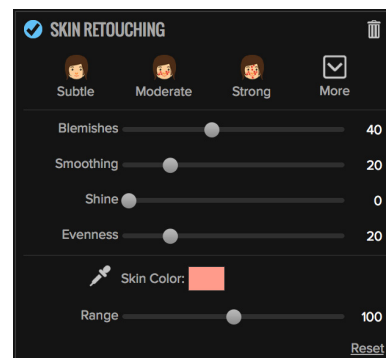 SKIN RETOUCHING
Subtle Moderate Strong More
Blemishes 40
Smoothing 20
Shine 0
Evenness 20
Skin Color:
Range 100
Reset